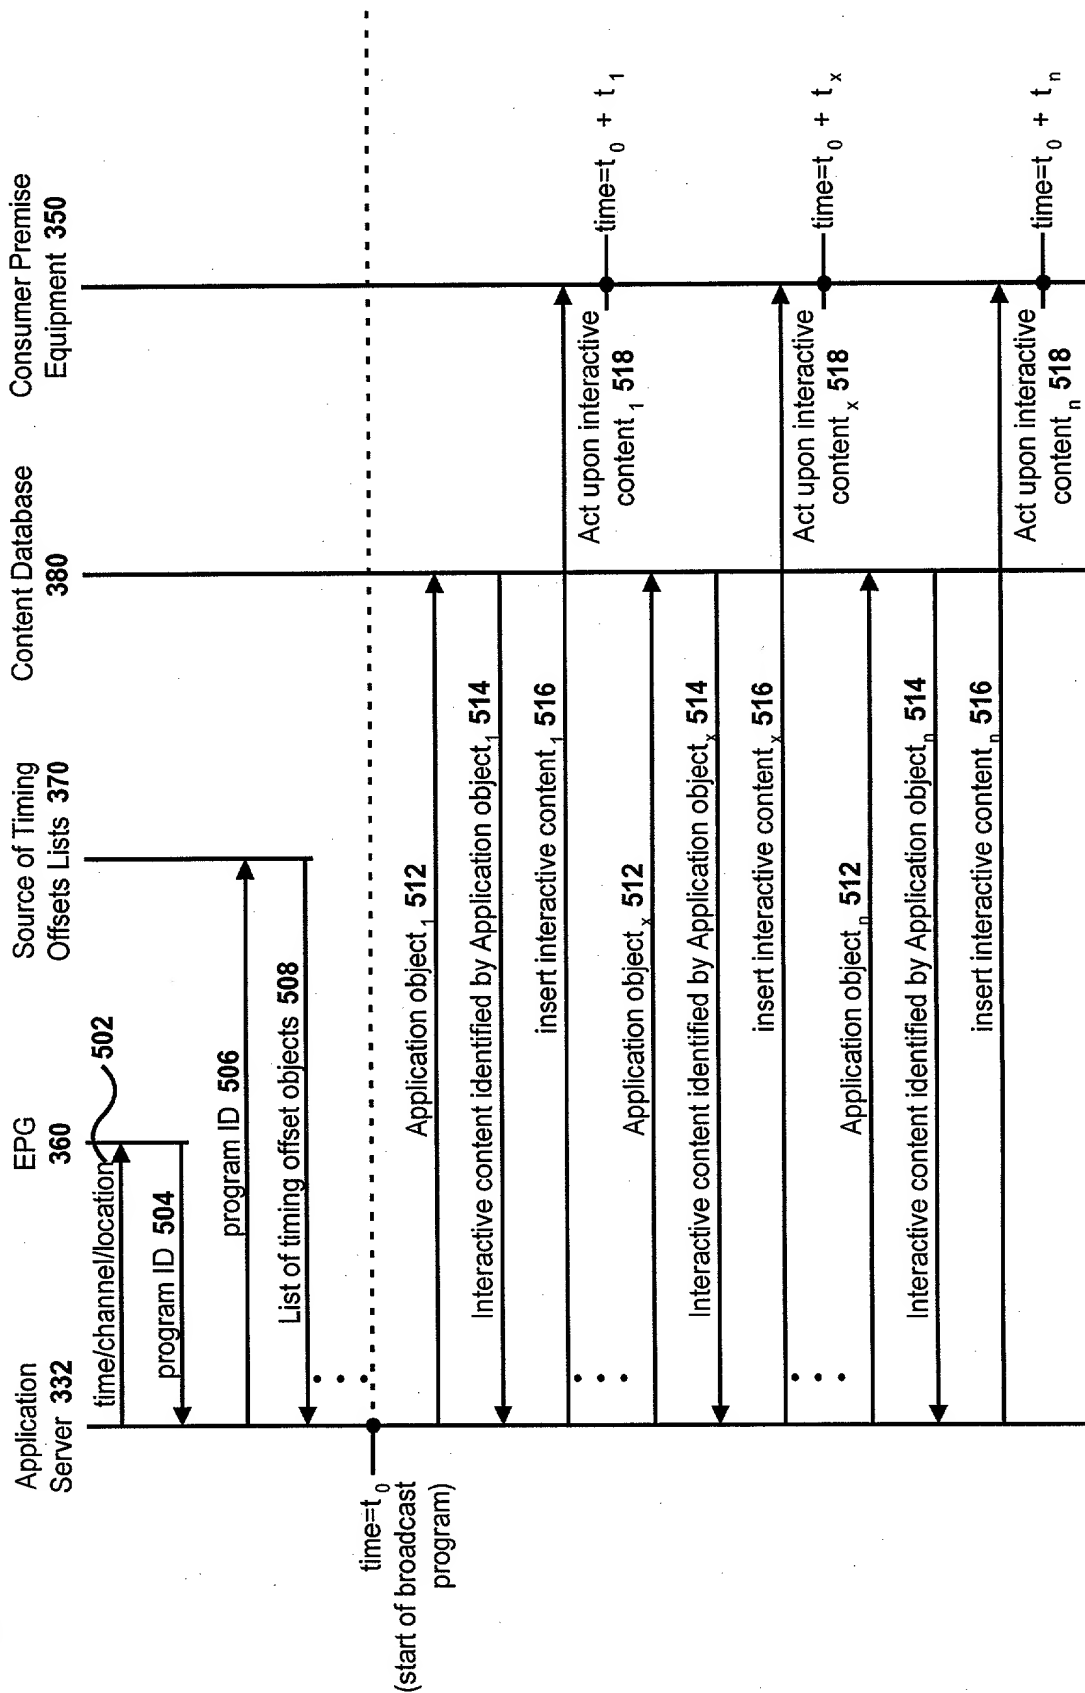 Application
Server 332
EPG
360
Source of Timing
Offsets Lists 370
Content Database
380
Consumer Premise
Equipment 350
time/channel/location
502
program ID 504
program ID 506
List of timing offset objects 508
time=t0
(start of broadcast
program)
Application object1 512
Interactive content identified by Application object1 514
insert interactive content1 516
Act upon interactive
content1 518
time=t0 + t1
Application objectx 512
Interactive content identified by Application objectx 514
insert interactive contentx 516
Act upon interactive
contentx 518
time=t0 + tx
Application objectn 512
Interactive content identified by Application objectn 514
insert interactive contentn 516
Act upon interactive
contentn 518
time=t0 + tn